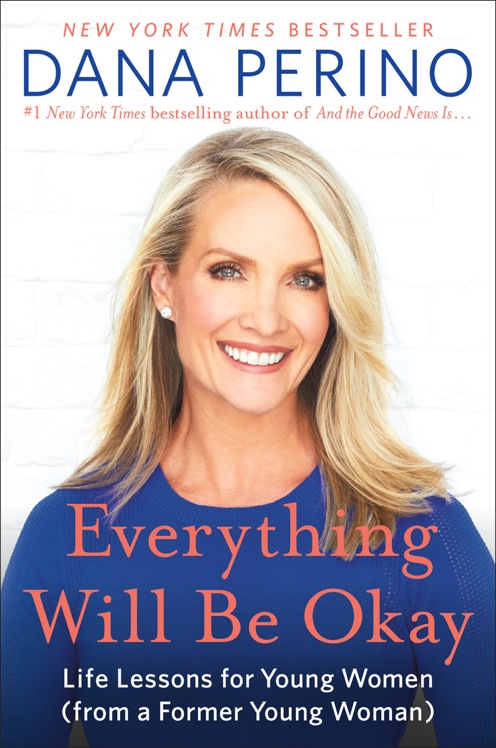 NEW YORK TIMES BESTSELLER
DANA PERINO
#1 New York Times bestselling author of And the Good News Is...
Everything
Will Be Okay
Life Lessons for Young Women
(from a Former Young Woman)